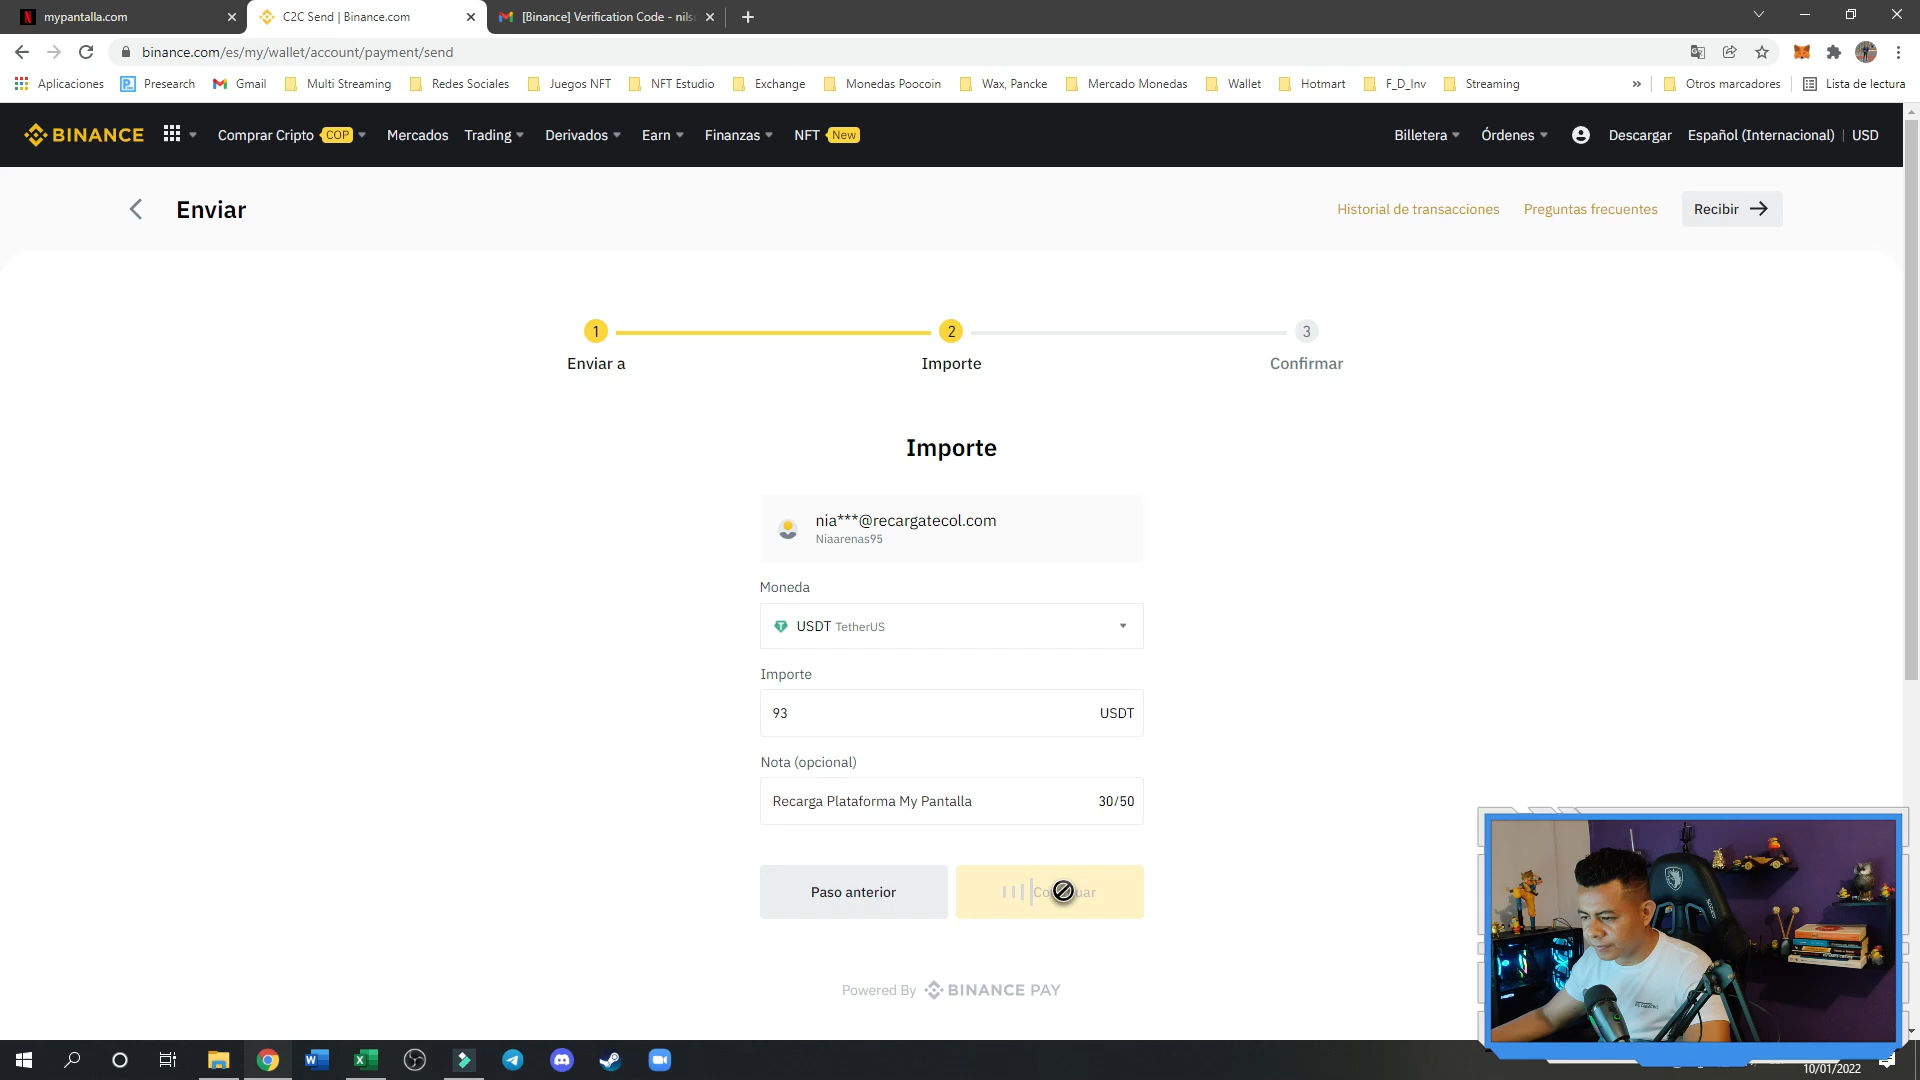 mypantalla.com
C2C Send | Binance.com
[Binance] Verification Code - nils
binance.com/es/my/wallet/account/payment/send
Aplicaciones
Presearch
Gmail
Multi Streaming
Redes Sociales
Juegos NFT
NFT Estudio
Exchange
Monedas Poocoin
Wax, Pancke
Mercado Monedas
Wallet
Hotmart
F_D_Inv
Streaming
»
Otros marcadores
Lista de lectura
BINANCE
Comprar Cripto COP
Mercados
Trading
Derivados
Earn
Finanzas
NFT New
Billetera
Órdenes
Descargar
Español (Internacional) | USD
Enviar
Historial de transacciones
Preguntas frecuentes
Recibir
1
2
3
Enviar a
Importe
Confirmar
Importe
nia***@recargatecol.com
Niaarenas95
Moneda
USDT TetherUS
Importe
93
USDT
Nota (opcional)
Recarga Plataforma My Pantalla
30/50
Paso anterior
Powered By BINANCE PAY
10/01/2022